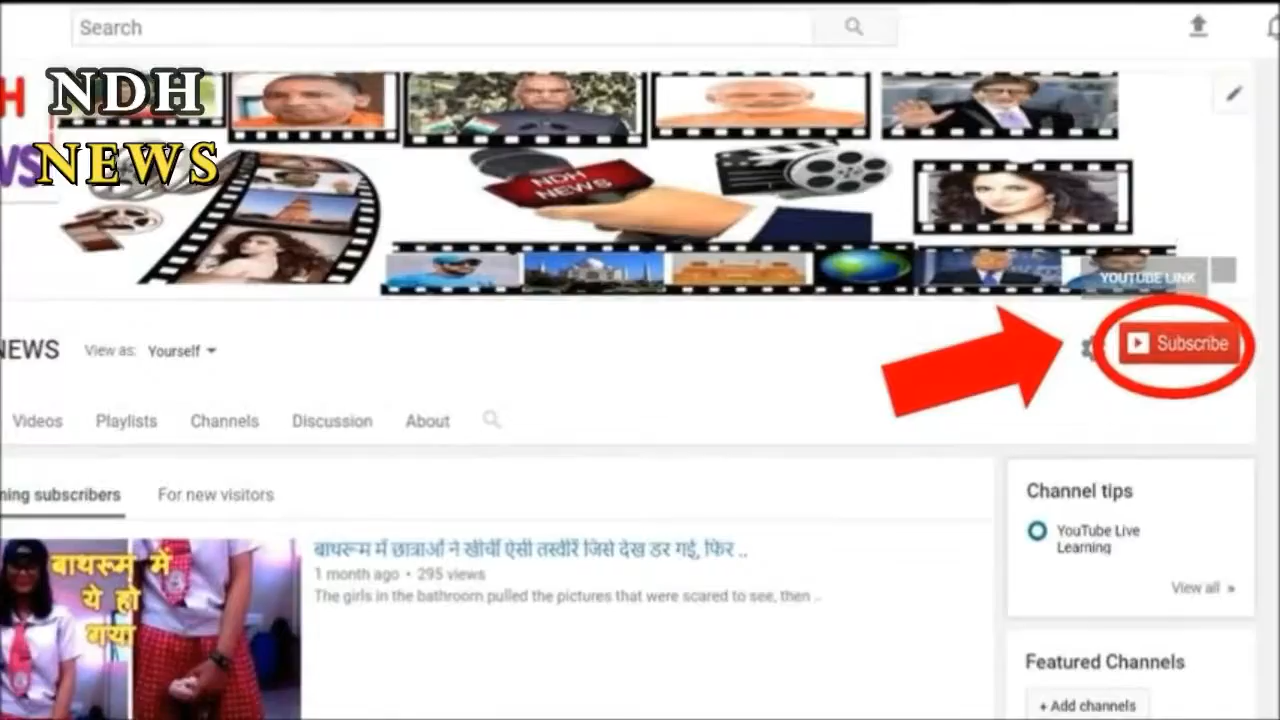 Search
H
NDH
WS
NEWS
NDH
NEWS
YOUTUBE LINK
NEWS
View as: Yourself
Subscribe
Videos
Playlists
Channels
Discussion
About
ning subscribers
For new visitors
Channel tips
YouTube Live
Learning
View all »
बाथरूम में
ये हो
गया
बाथरूम में छात्राओं ने खींचीं ऐसी तस्वीरें जिसे देख डर गई, फिर ..
1 month ago • 295 views
The girls in the bathroom pulled the pictures that were scared to see, then ..
Featured Channels
+ Add channels